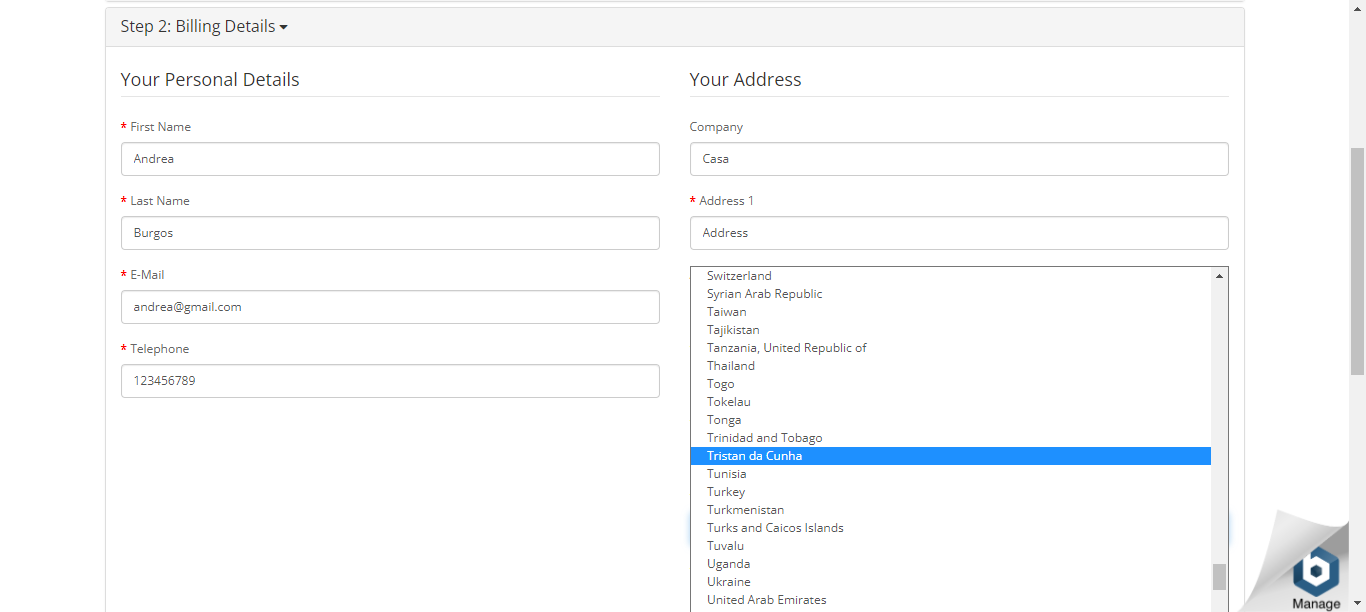 Step 2: Billing Details
Your Personal Details
* First Name
Andrea
* Last Name
Burgos
* E-Mail
andrea@gmail.com
* Telephone
123456789
Your Address
Company
Casa
* Address 1
Address
Switzerland
Syrian Arab Republic
Taiwan
Tajikistan
Tanzania, United Republic of
Thailand
Togo
Tokelau
Tonga
Trinidad and Tobago
Tristan da Cunha
Tunisia
Turkey
Turkmenistan
Turks and Caicos Islands
Tuvalu
Uganda
Ukraine
United Arab Emirates
b
Manage